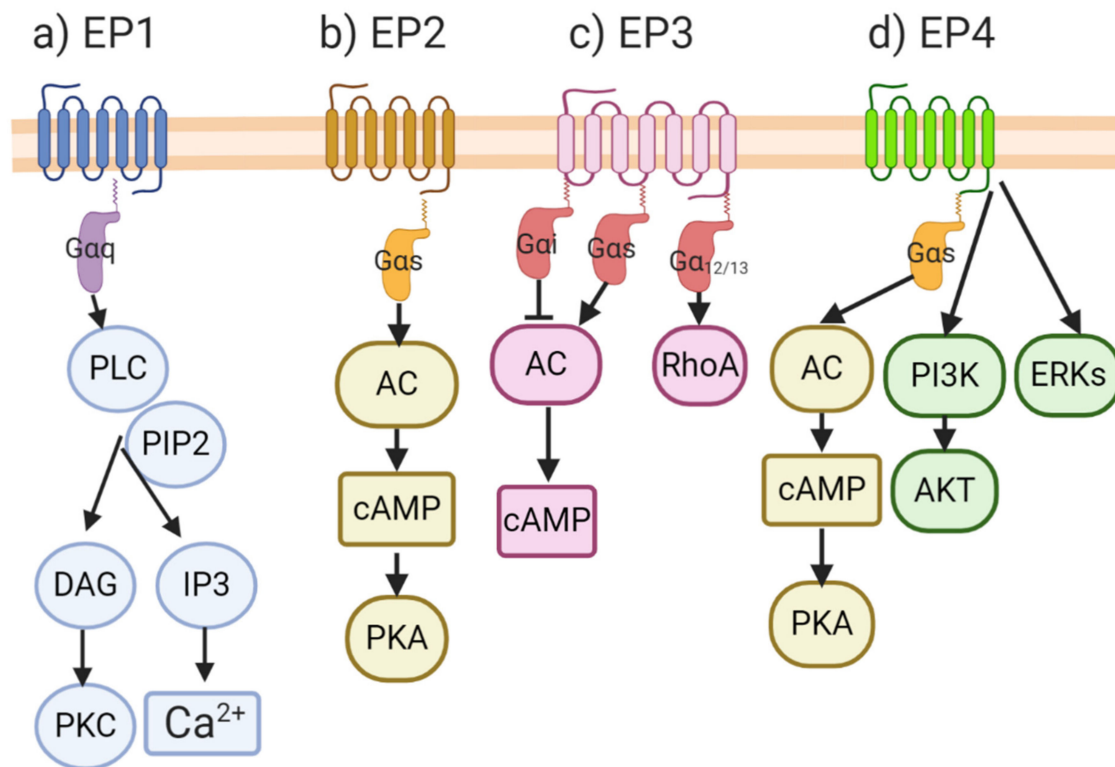 a) EP1
b) EP2
c) EP3
d) EP4
Gαq
Gαs
Gαi
Gαs
Gα12/13
Gαs
PLC
PIP2
DAG
IP3
PKC
Ca²⁺
AC
cAMP
PKA
AC
cAMP
RhoA
AC
cAMP
PKA
PI3K
AKT
ERKs